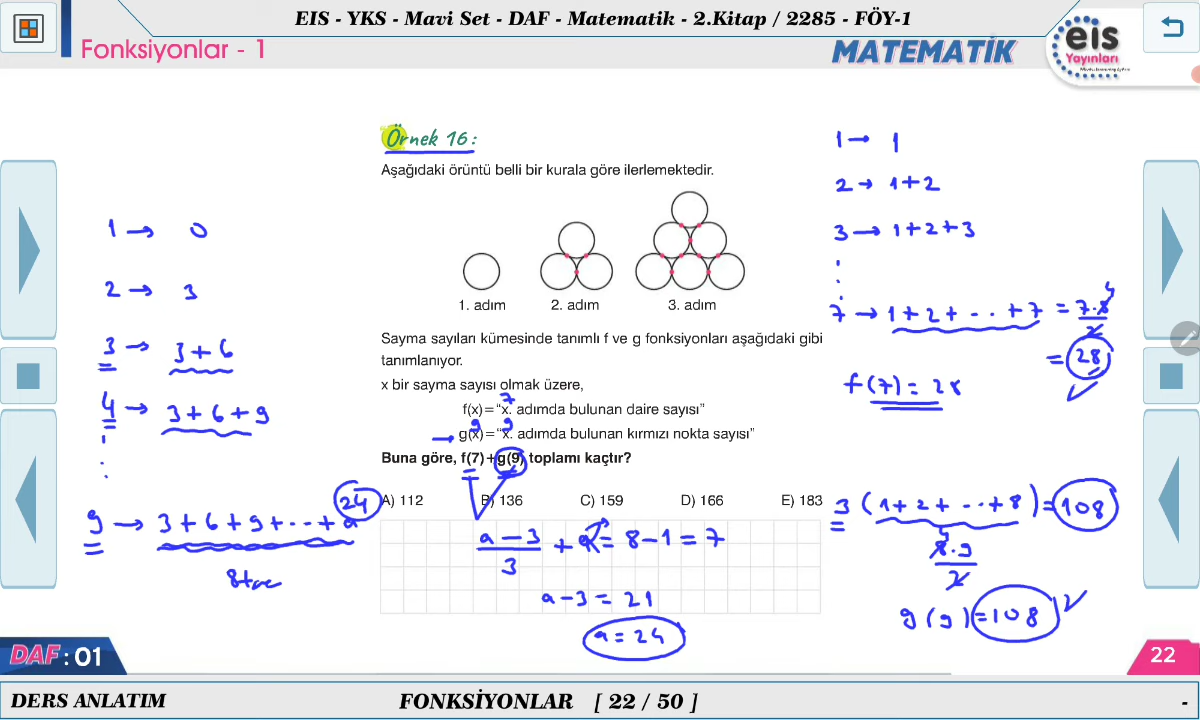 EIS - YKS - Mavi Set - DAF - Matematik - 2.Kitap / 2285 - FÖY-1
Fonksiyonlar - 1
MATEMATİK
eis
Yayınları
Örnek 16:
Aşağıdaki örüntü belli bir kurala göre ilerlemektedir.
1. adım 2. adım 3. adım
Sayma sayıları kümesinde tanımlı f ve g fonksiyonları aşağıdaki gibi
tanımlanıyor.
x bir sayma sayısı olmak üzere,
7
f(x)="x. adımda bulunan daire sayısı"
9 9
→ g(x)="x. adımda bulunan kırmızı nokta sayısı"
Buna göre, f(7)+g(9) toplamı kaçtır?
A) 112 B) 136 C) 159 D) 166 E) 183
1 → 0
2 → 3
3 → 3+6
4 → 3+6+9
24
9 → 3+6+9+...+a
a-3/3 + 1 = 8-1 = 7
a-3 = 21
a = 24
1 → 1
2 → 1+2
3 → 1+2+3
7 → 1+2+...+7 = 7.8/2
4
= 28
f(7) = 28
3 (1+2+...+8) = 108
4
8.9/2
g(9) = 108
DAF : 01
22
DERS ANLATIM
FONKSİYONLAR [ 22 / 50 ]
-